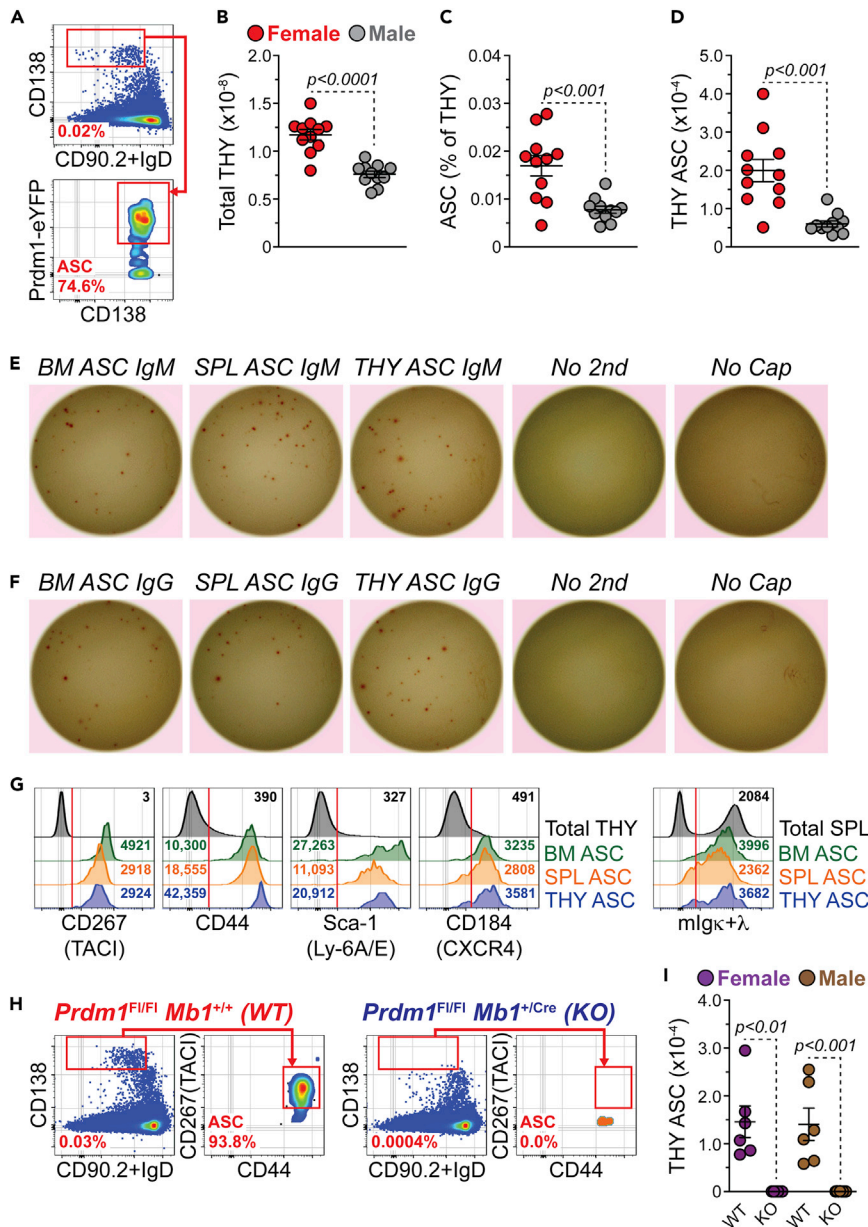 A
CD138
0.02%
CD90.2+IgD
Prdm1-eYFP
ASC
74.6%
CD138
B
Female Male
p<0.0001
Total THY (x10-8)
2.0
1.5
1.0
0.5
0
C
p<0.001
ASC (% of THY)
0.04
0.03
0.02
0.01
0
D
p<0.001
THY ASC (x10-4)
5.0
4.0
3.0
2.0
1.0
0
E
BM ASC IgM SPL ASC IgM THY ASC IgM No 2nd No Cap
F
BM ASC IgG SPL ASC IgG THY ASC IgG No 2nd No Cap
G
3 390 327 491 2084
Total THY Total SPL
4921 10,300 27,263 3235 3996
BM ASC BM ASC
2918 18,555 11,093 2808 2362
SPL ASC SPL ASC
2924 42,359 20,912 3581 3682
THY ASC THY ASC
CD267
(TACI)
CD44
Sca-1
(Ly-6A/E)
CD184
(CXCR4)
mIgκ+λ
H
Prdm1Fl/Fl Mb1+/+ (WT)
CD138
0.03%
CD90.2+IgD
CD267(TACI)
ASC
93.8%
CD44
Prdm1Fl/Fl Mb1+/Cre (KO)
CD138
0.0004%
CD90.2+IgD
CD267(TACI)
ASC
0.0%
CD44
I
Female Male
p<0.01
p<0.001
THY ASC (x10-4)
4.0
3.0
2.0
1.0
0
WT KO WT KO